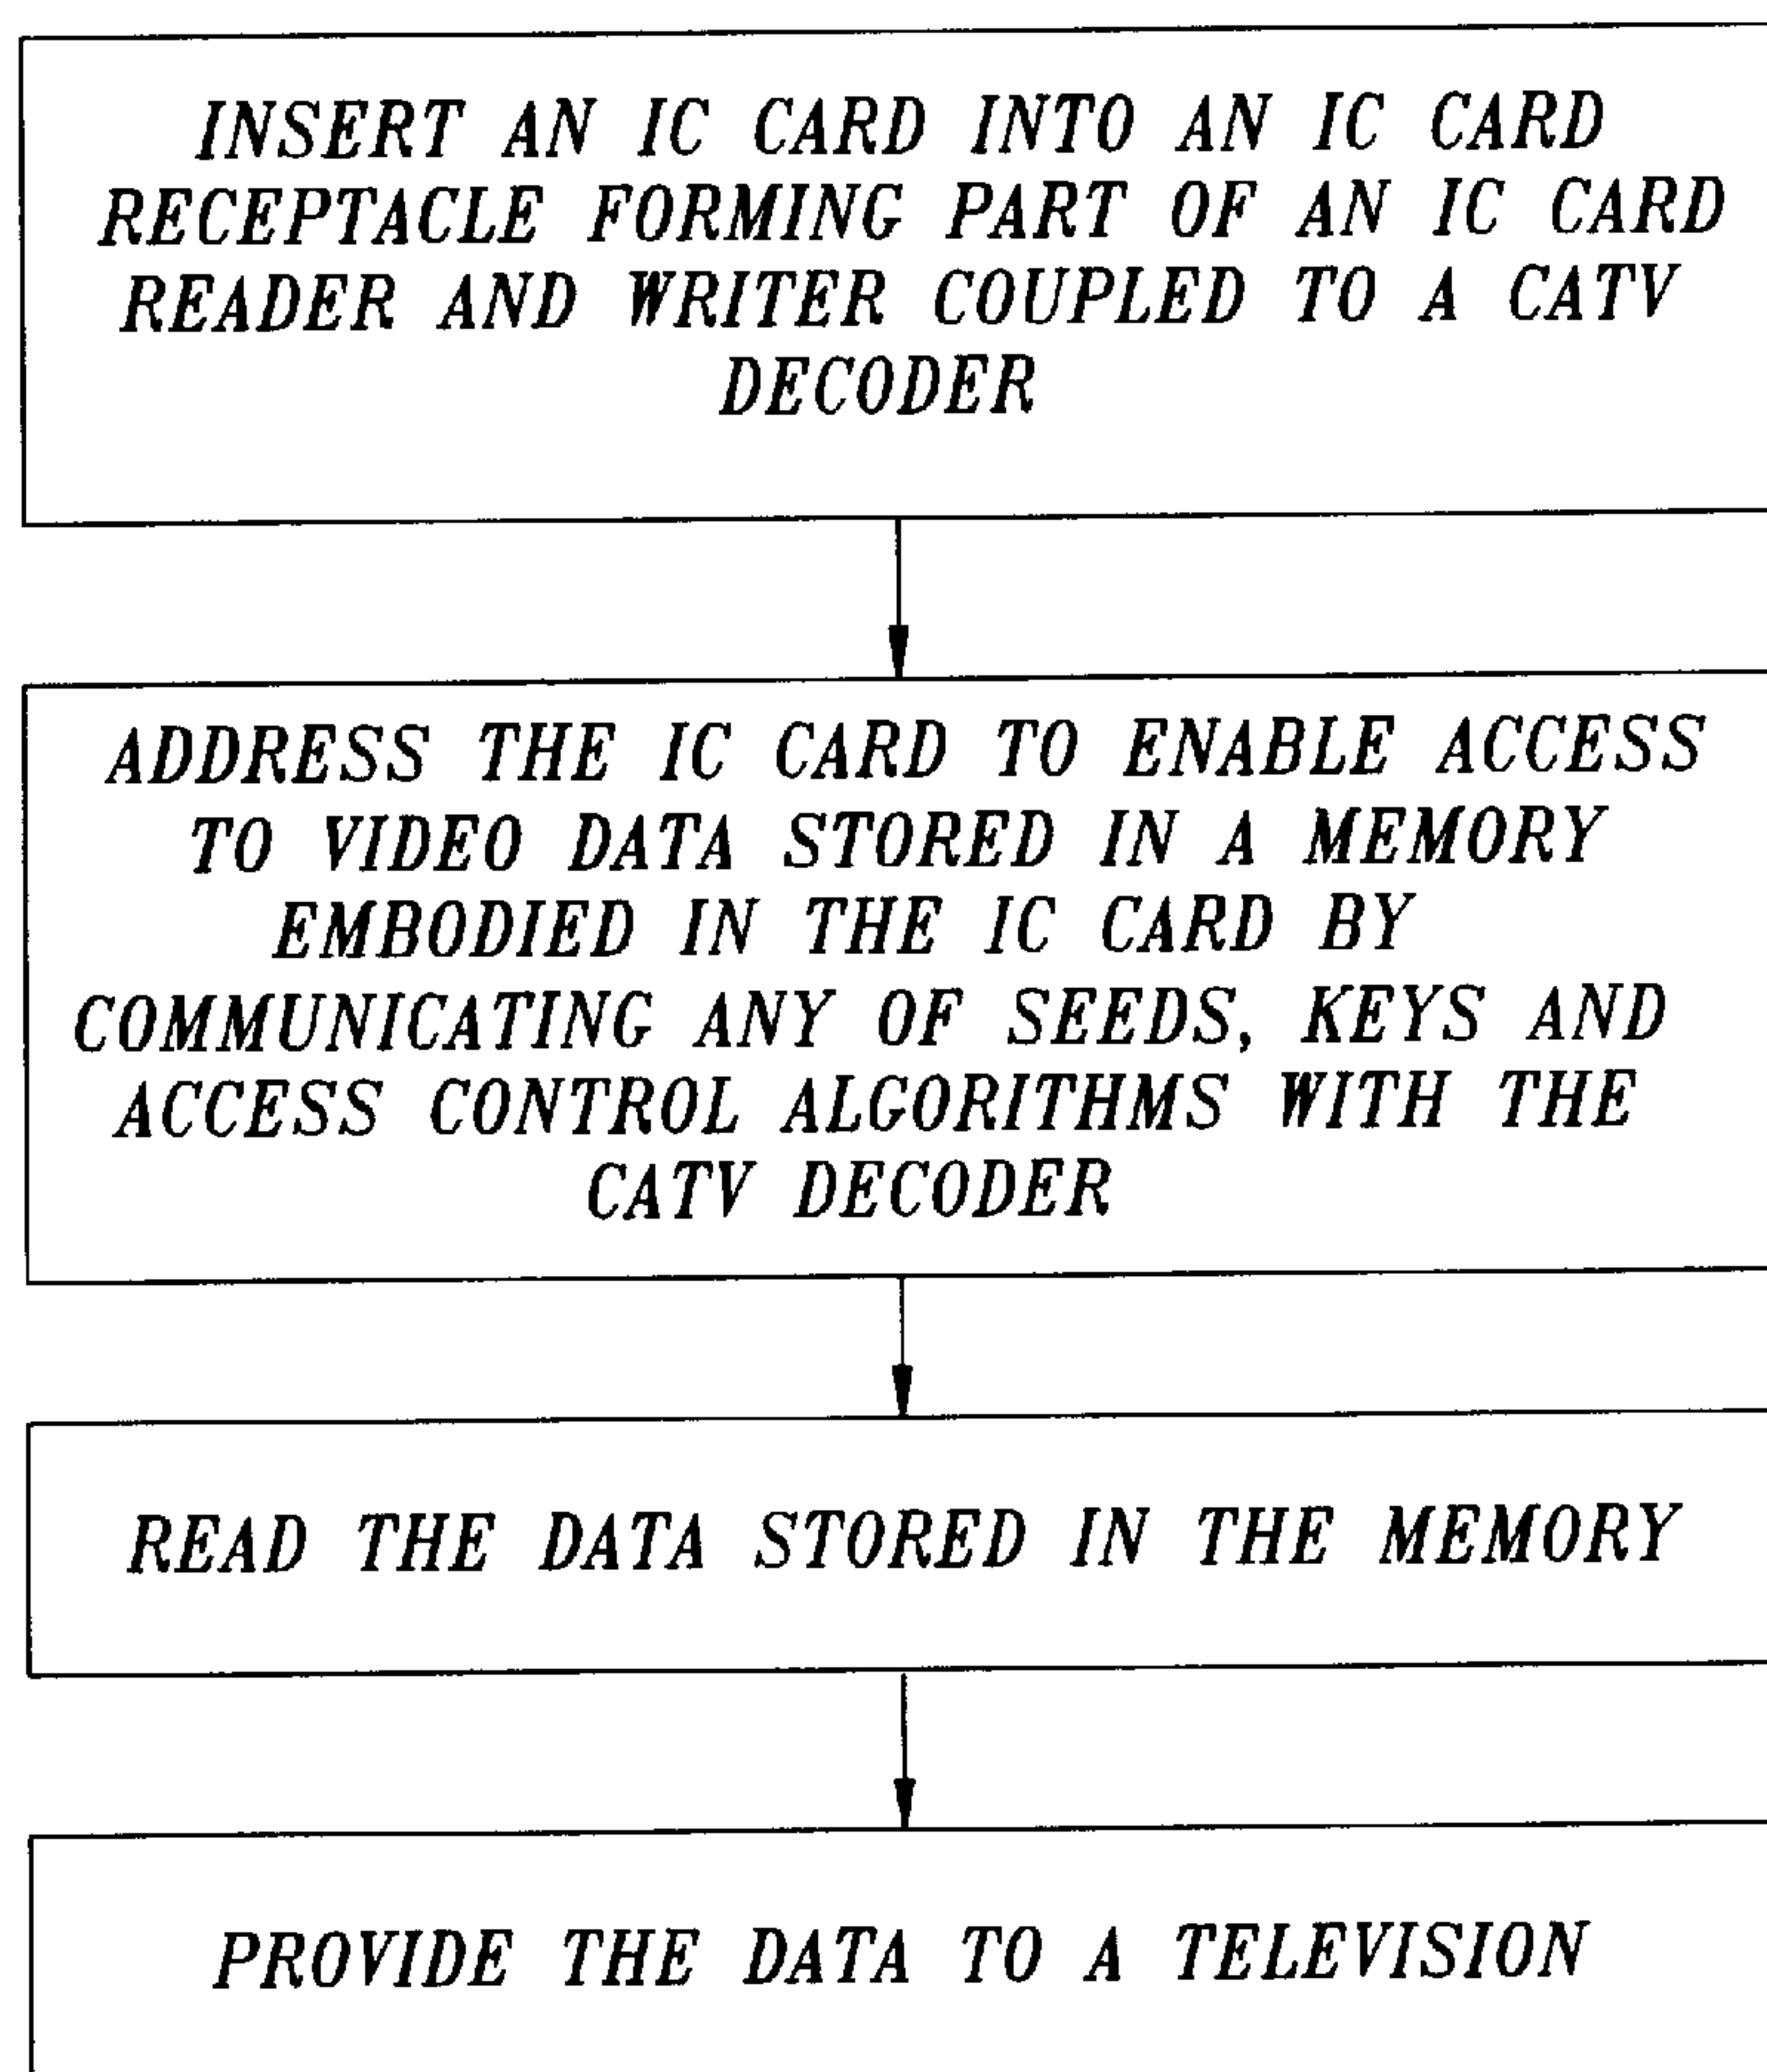 INSERT AN IC CARD INTO AN IC CARD
RECEPTACLE FORMING PART OF AN IC CARD
READER AND WRITER COUPLED TO A CATV
DECODER
ADDRESS THE IC CARD TO ENABLE ACCESS
TO VIDEO DATA STORED IN A MEMORY
EMBODIED IN THE IC CARD BY
COMMUNICATING ANY OF SEEDS, KEYS AND
ACCESS CONTROL ALGORITHMS WITH THE
CATV DECODER
READ THE DATA STORED IN THE MEMORY
PROVIDE THE DATA TO A TELEVISION